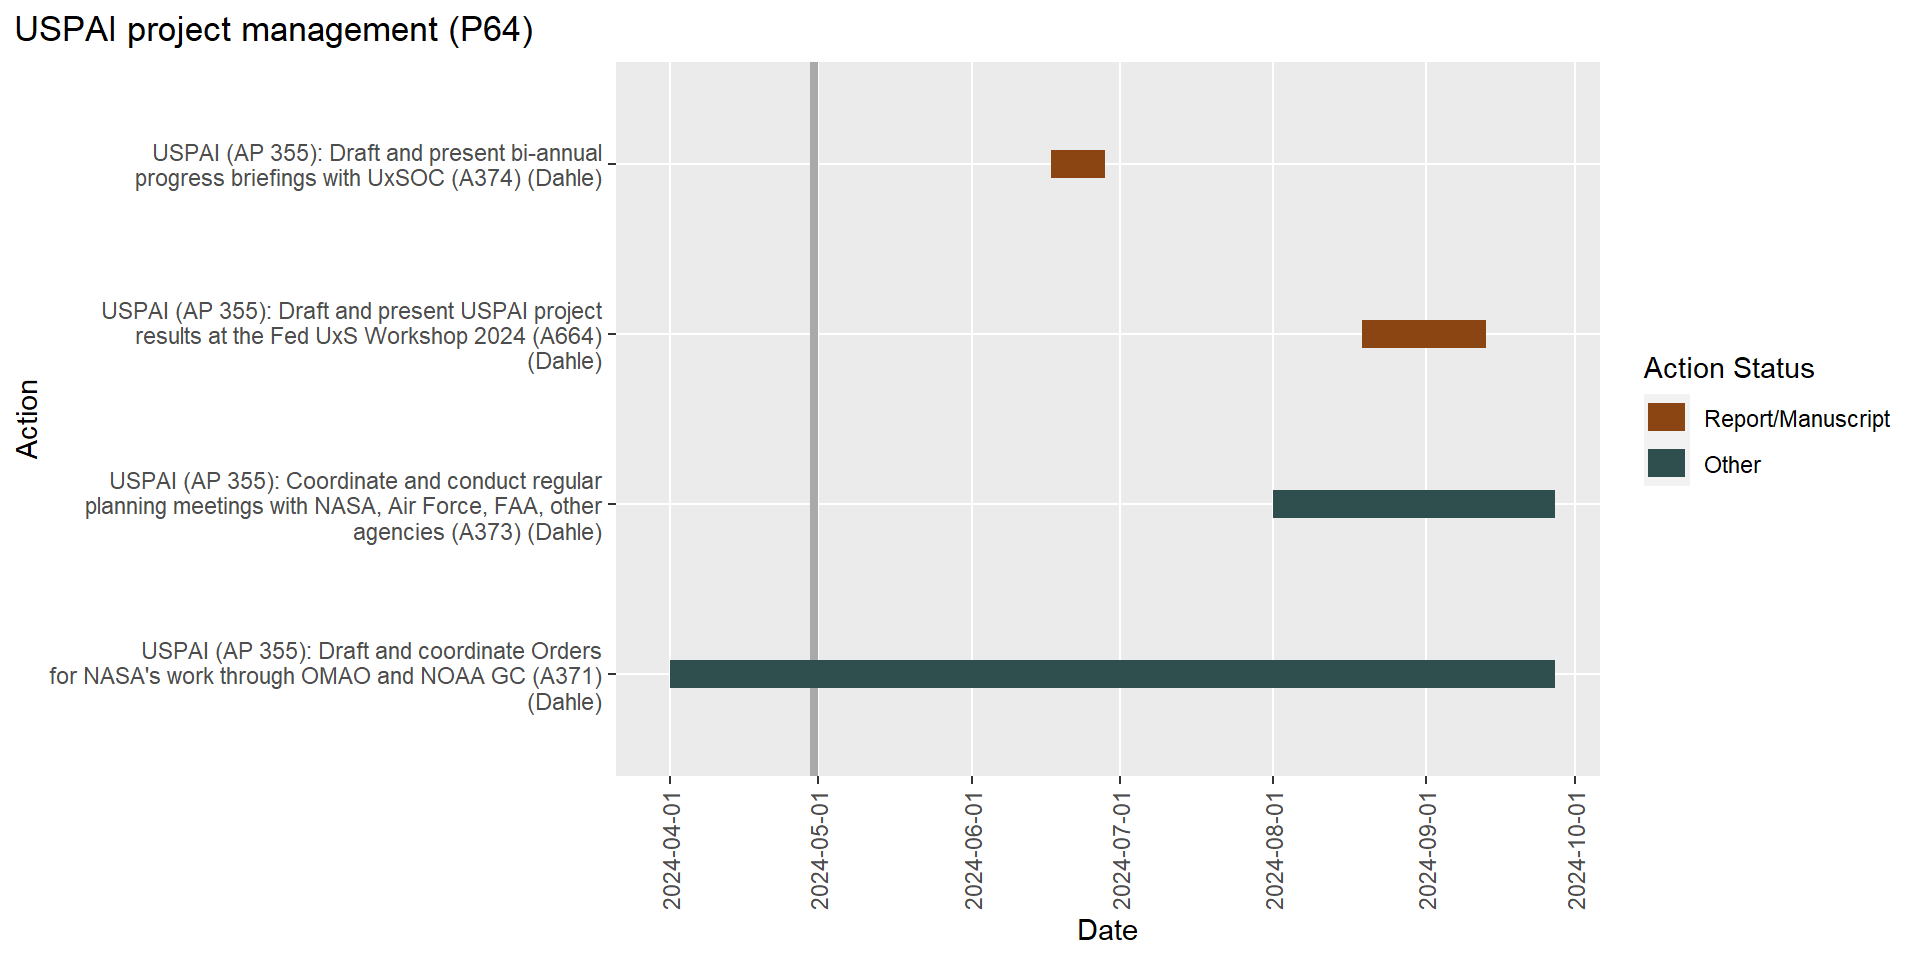 USPAI project management (P64)
USPAI (AP 355): Draft and present bi-annual
progress briefings with UxSOC (A374) (Dahle)
USPAI (AP 355): Draft and present USPAI project
results at the Fed UxS Workshop 2024 (A664)
(Dahle)
USPAI (AP 355): Coordinate and conduct regular
planning meetings with NASA, Air Force, FAA, other
agencies (A373) (Dahle)
USPAI (AP 355): Draft and coordinate Orders
for NASA's work through OMAO and NOAA GC (A371)
(Dahle)
Action
2024-04-01
2024-05-01
2024-06-01
2024-07-01
2024-08-01
2024-09-01
2024-10-01
Date
Action Status
Report/Manuscript
Other